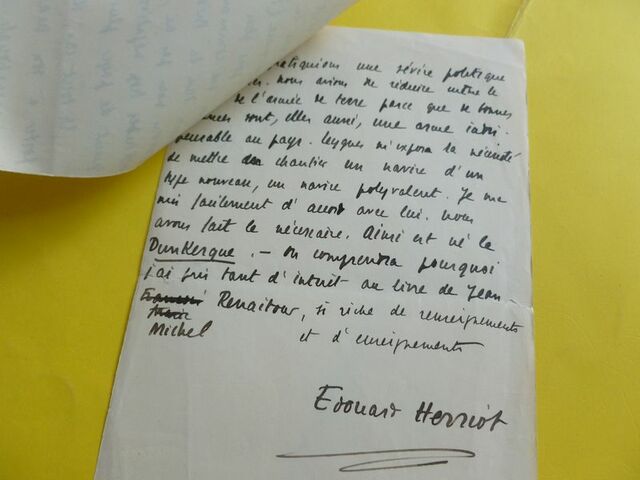 pratiquions une sévère politique
nous avions dû réduire même le
de l'armée de terre parce que de bonnes
sont, elles aussi, une arme indis-
pensable au pays. Leygues m'exposa la nécessité
de mettre en chantier un navire d'un
type nouveau, un navire polyvalent. Je me
mis facilement d'accord avec lui. Nous
avons fait le nécessaire. Ainsi est né le
Dunkerque. — On comprendra pourquoi
j'ai pris tant d'intérêt au livre de Jean-
Renaitour, si riche de renseignements
Michel et d'enseignements
Edouard Herriot